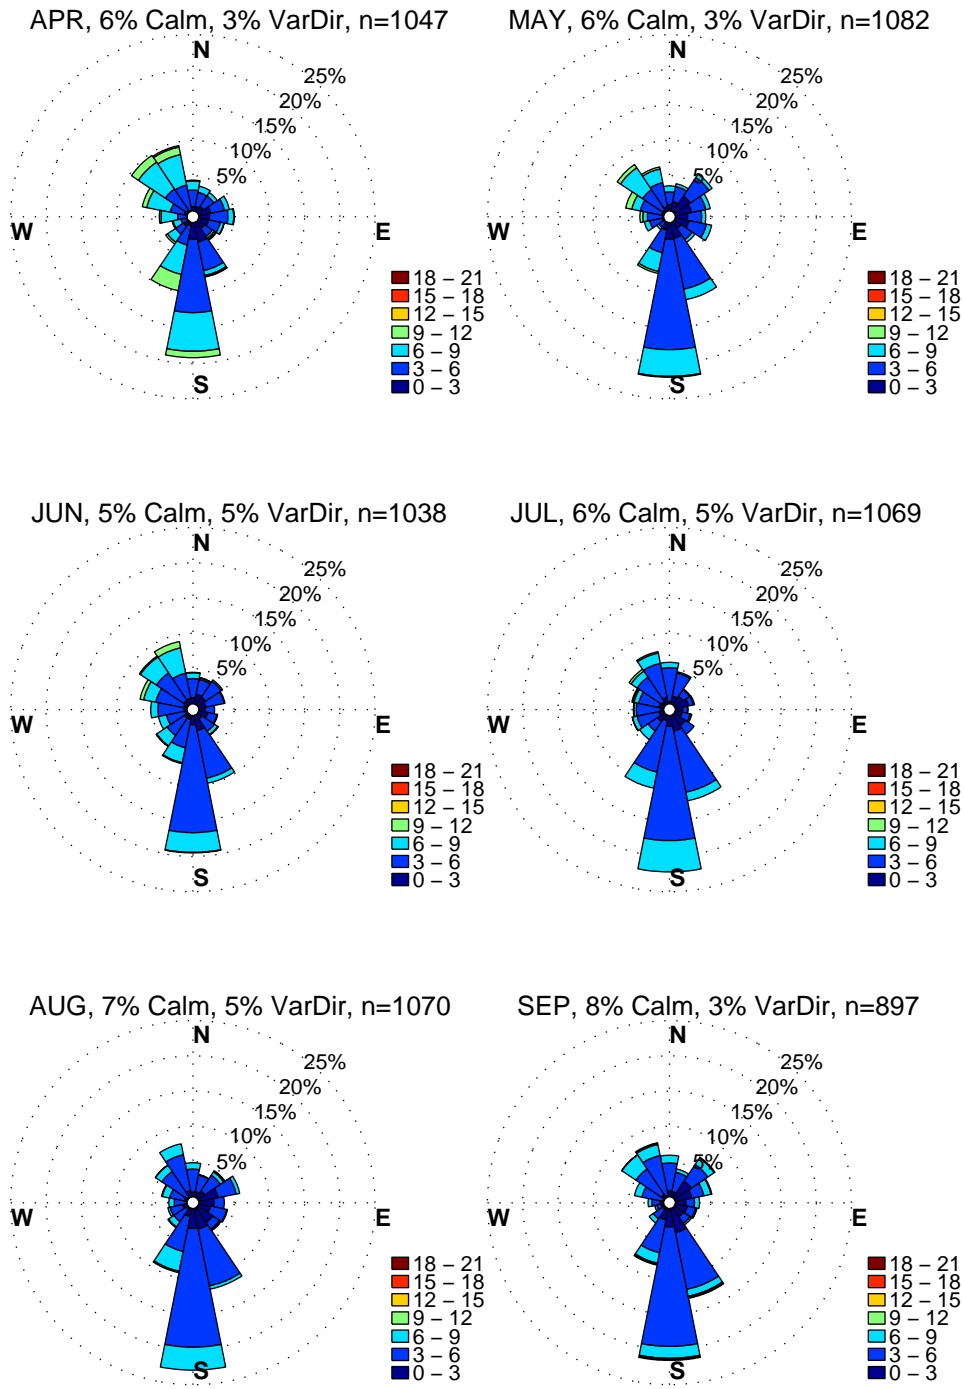 APR, 6% Calm, 3% VarDir, n=1047
N
25%
20%
15%
10%
5%
W
E
S
18 – 21
15 – 18
12 – 15
9 – 12
6 – 9
3 – 6
0 – 3
MAY, 6% Calm, 3% VarDir, n=1082
N
25%
20%
15%
10%
5%
W
E
S
18 – 21
15 – 18
12 – 15
9 – 12
6 – 9
3 – 6
0 – 3
JUN, 5% Calm, 5% VarDir, n=1038
N
25%
20%
15%
10%
5%
W
E
S
18 – 21
15 – 18
12 – 15
9 – 12
6 – 9
3 – 6
0 – 3
JUL, 6% Calm, 5% VarDir, n=1069
N
25%
20%
15%
10%
5%
W
E
S
18 – 21
15 – 18
12 – 15
9 – 12
6 – 9
3 – 6
0 – 3
AUG, 7% Calm, 5% VarDir, n=1070
N
25%
20%
15%
10%
5%
W
E
S
18 – 21
15 – 18
12 – 15
9 – 12
6 – 9
3 – 6
0 – 3
SEP, 8% Calm, 3% VarDir, n=897
N
25%
20%
15%
10%
5%
W
E
S
18 – 21
15 – 18
12 – 15
9 – 12
6 – 9
3 – 6
0 – 3